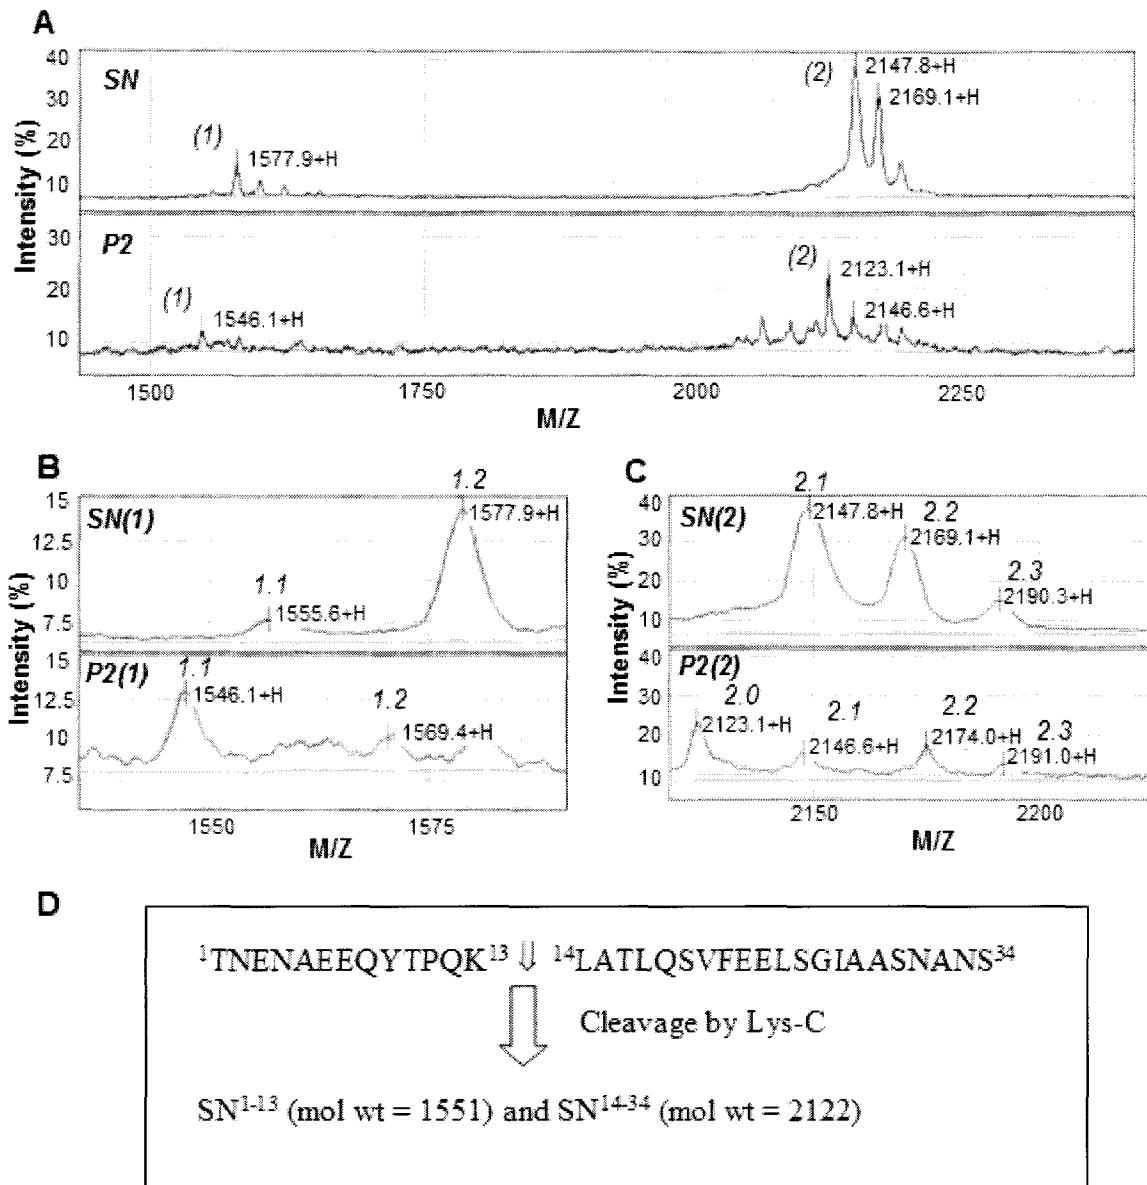 A
SN
(1)
1577.9+H
(2)
2147.8+H
2169.1+H
40
30
20
10
P2
(1)
1546.1+H
(2)
2123.1+H
2146.6+H
30
20
10
Intensity (%)
1500
1750
2000
2250
M/Z
B
SN(1)
1.1
1555.6+H
1.2
1577.9+H
15
12.5
10
7.5
P2(1)
1.1
1546.1+H
1.2
1569.4+H
15
12.5
10
7.5
Intensity (%)
1550
1575
M/Z
C
SN(2)
2.1
2147.8+H
2.2
2169.1+H
2.3
2190.3+H
40
30
20
10
P2(2)
2.0
2123.1+H
2.1
2146.6+H
2.2
2174.0+H
2.3
2191.0+H
40
30
20
10
Intensity (%)
2150
2200
M/Z
D
¹TNENAEEQYTPQK¹³ ⇓ ¹⁴LATLQSVFEELSGIAASNANS³⁴
Cleavage by Lys-C
SN¹⁻¹³ (mol wt = 1551) and SN¹⁴⁻³⁴ (mol wt = 2122)